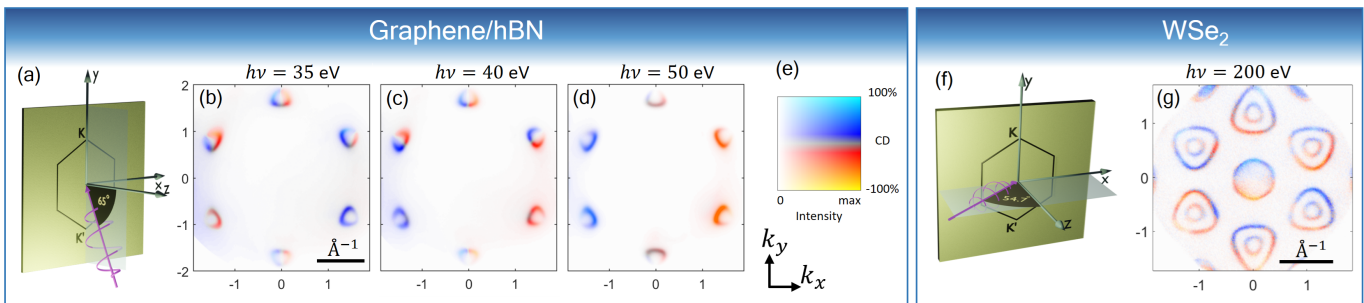 Graphene/hBN
(a)
y
K
x
z
65°
K'
hν = 35 eV
(b)
2
1
0
-1
-2
-1
0
1
Å⁻¹
hν = 40 eV
(c)
-1
0
1
hν = 50 eV
(d)
-1
0
1
(e)
100%
CD
-100%
0
max
Intensity
k_y
k_x
WSe₂
(f)
y
K
x
54.7
z
K'
hν = 200 eV
(g)
1
0
-1
-1
0
1
Å⁻¹